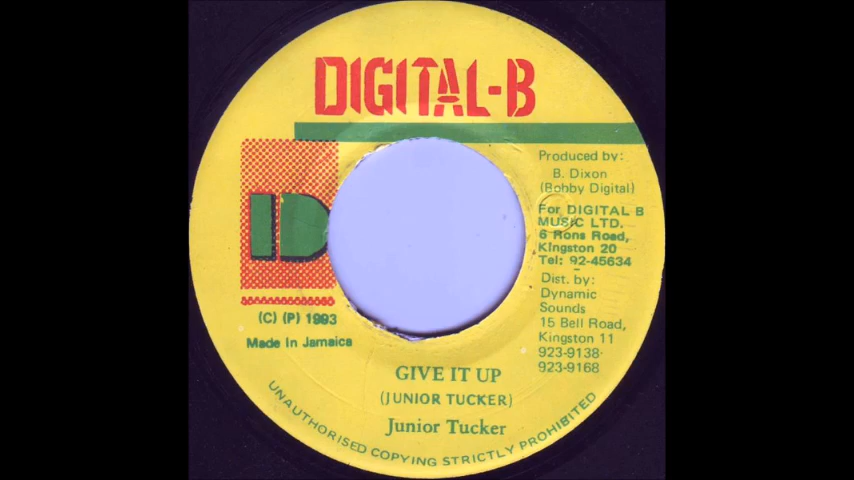 DIGITAL-B
Produced by:
B. Dixon
(Bobby Digital)
For DIGITAL B
MUSIC LTD.
6 Rons Road,
Kingston 20
Tel: 92-45634
Dist. by:
Dynamic
Sounds
15 Bell Road,
Kingston 11
923-9138
923-9168
D
(C) (P) 1993
Made In Jamaica
GIVE IT UP
(JUNIOR TUCKER)
Junior Tucker
UNAUTHORISED COPYING STRICTLY PROHIBITED